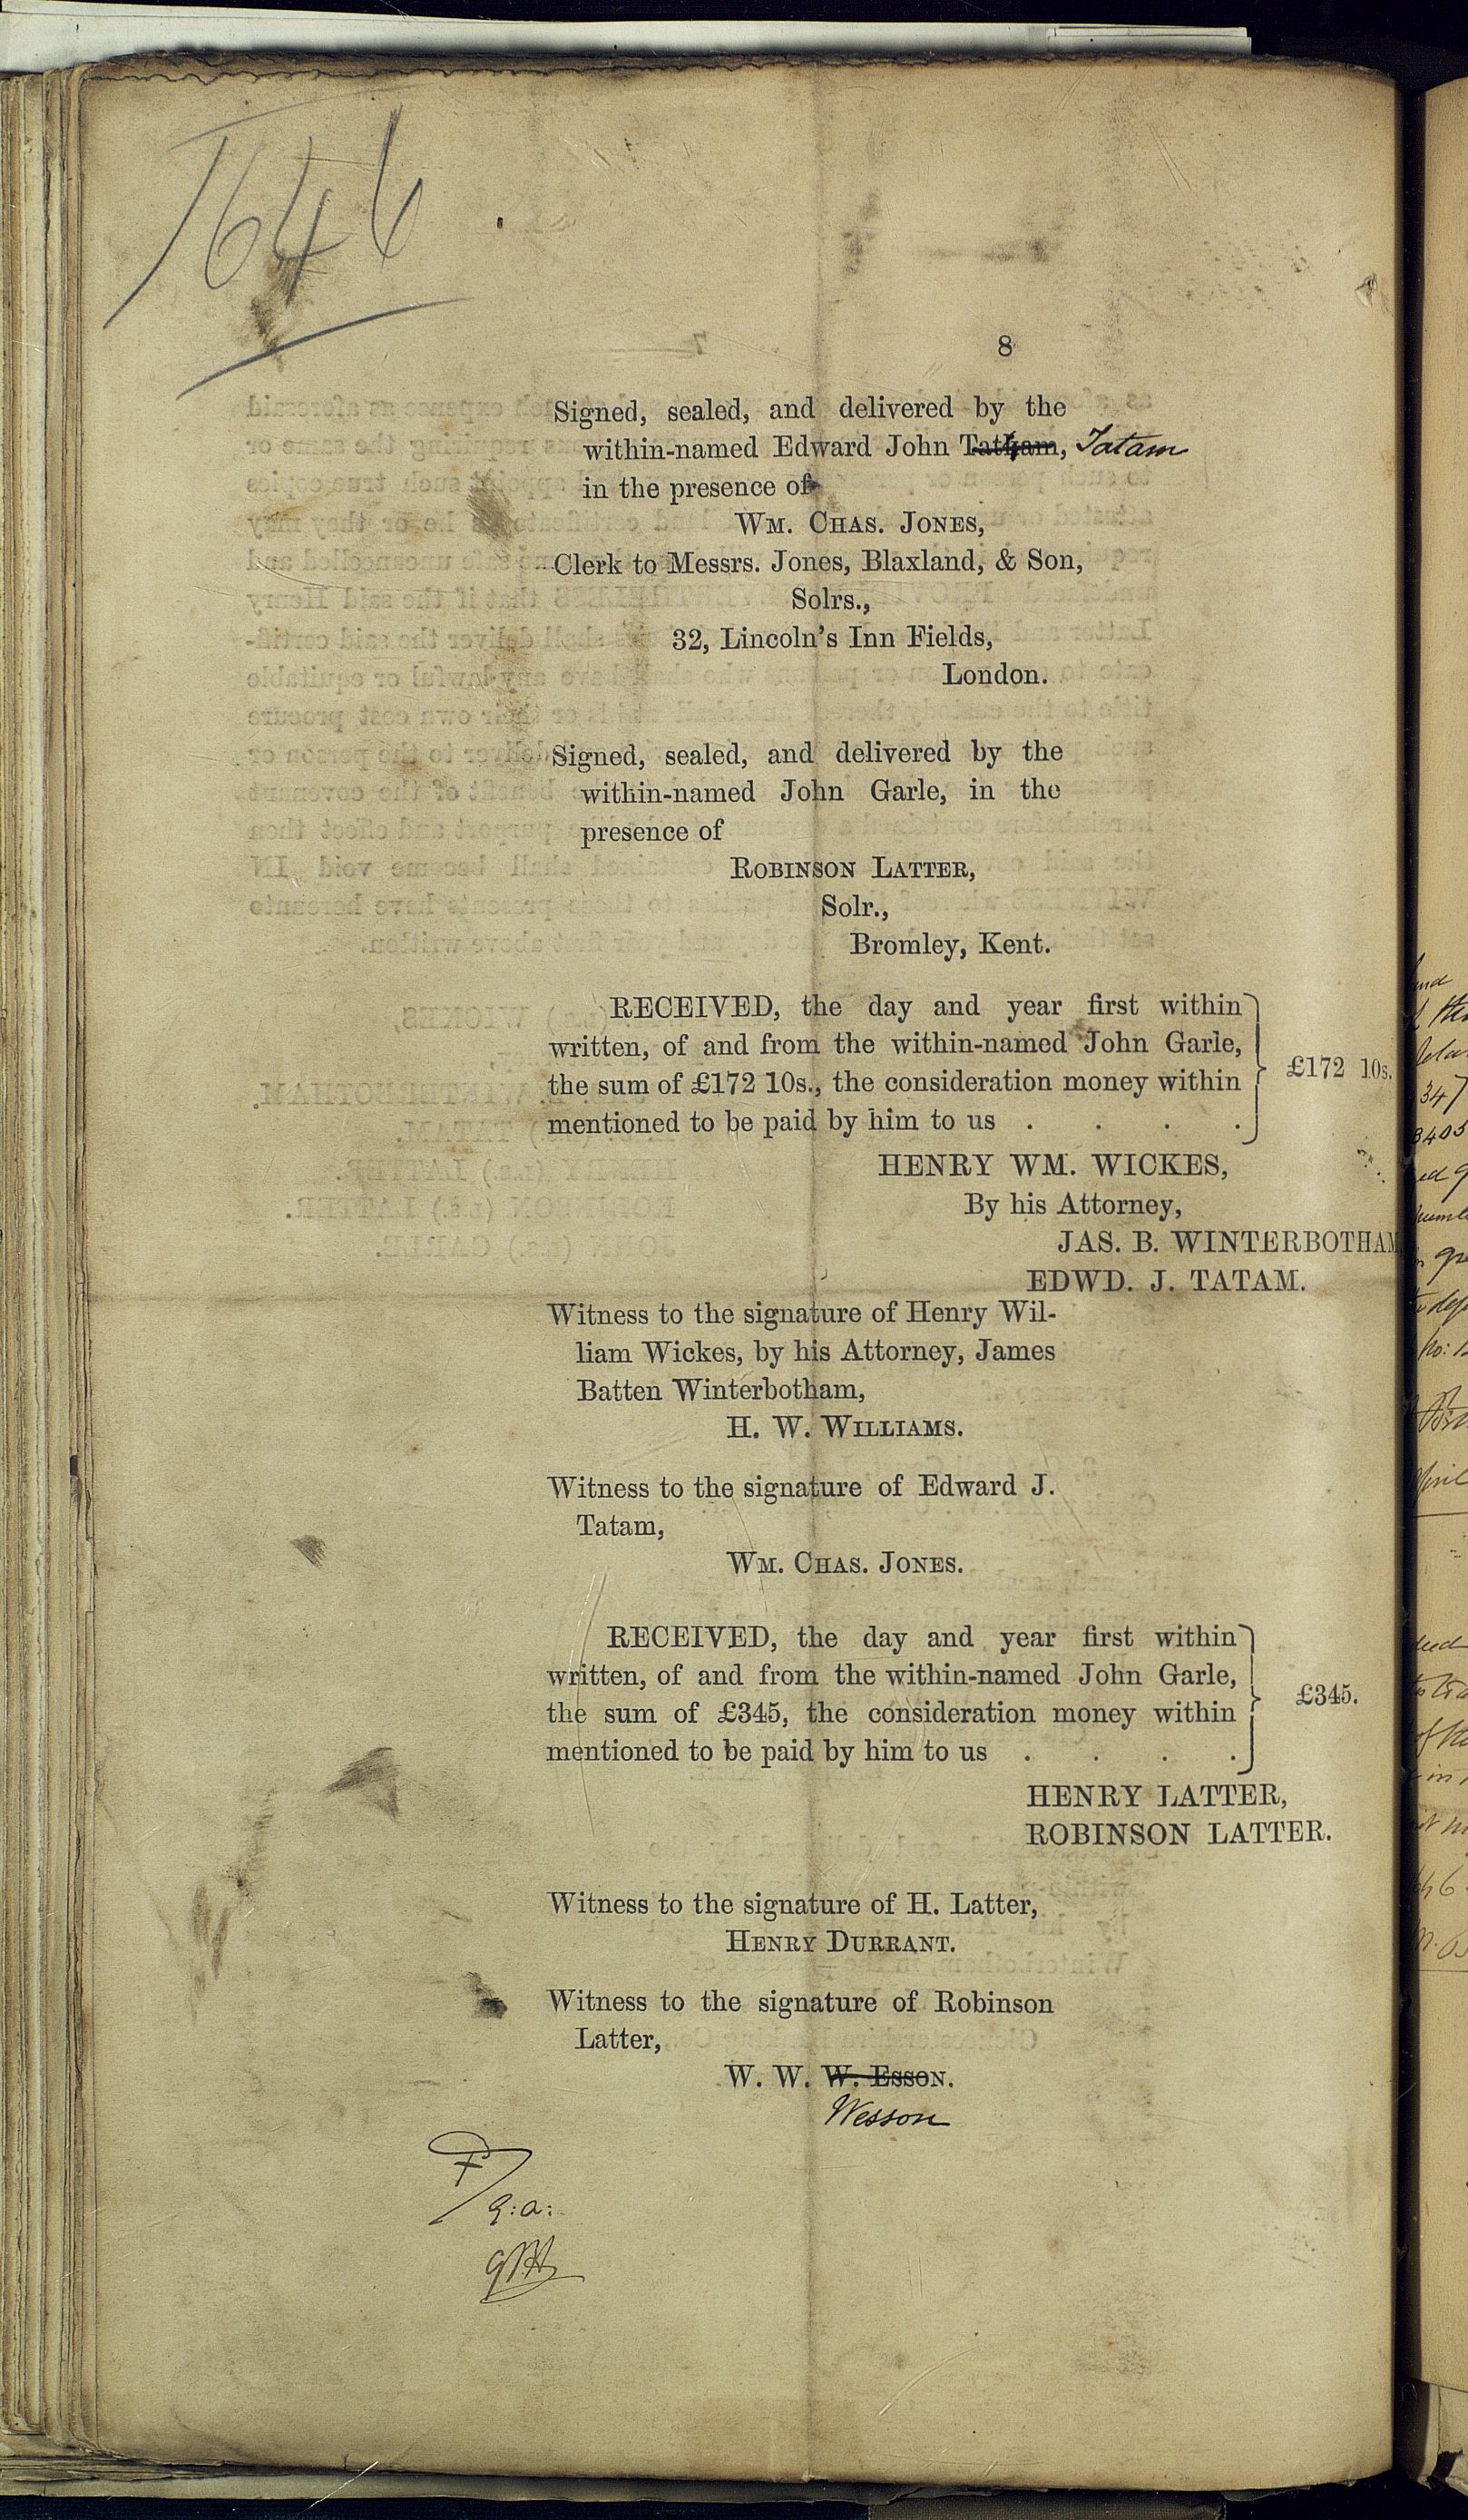 1646
8
Signed, sealed, and delivered by the
within-named Edward John Tatham, Tatam
in the presence of
WM. CHAS. JONES,
Clerk to Messrs. Jones, Blaxland, & Son,
Solrs.,
32, Lincoln's Inn Fields,
London.
Signed, sealed, and delivered by the
within-named John Garle, in the
presence of
ROBINSON LATTER,
Solr.,
Bromley, Kent.
RECEIVED, the day and year first within
written, of and from the within-named John Garle,
the sum of £172 10s., the consideration money within
mentioned to be paid by him to us . . . .
£172 10s.
HENRY WM. WICKES,
By his Attorney,
JAS. B. WINTERBOTHAM
EDWD. J. TATAM.
Witness to the signature of Henry Wil-
liam Wickes, by his Attorney, James
Batten Winterbotham,
H. W. WILLIAMS.
Witness to the signature of Edward J.
Tatam,
WM. CHAS. JONES.
RECEIVED, the day and year first within
written, of and from the within-named John Garle,
the sum of £345, the consideration money within
mentioned to be paid by him to us . . . .
£345.
HENRY LATTER,
ROBINSON LATTER.
Witness to the signature of H. Latter,
HENRY DURRANT.
Witness to the signature of Robinson
Latter,
W. W. W. ESSON.
Wesson